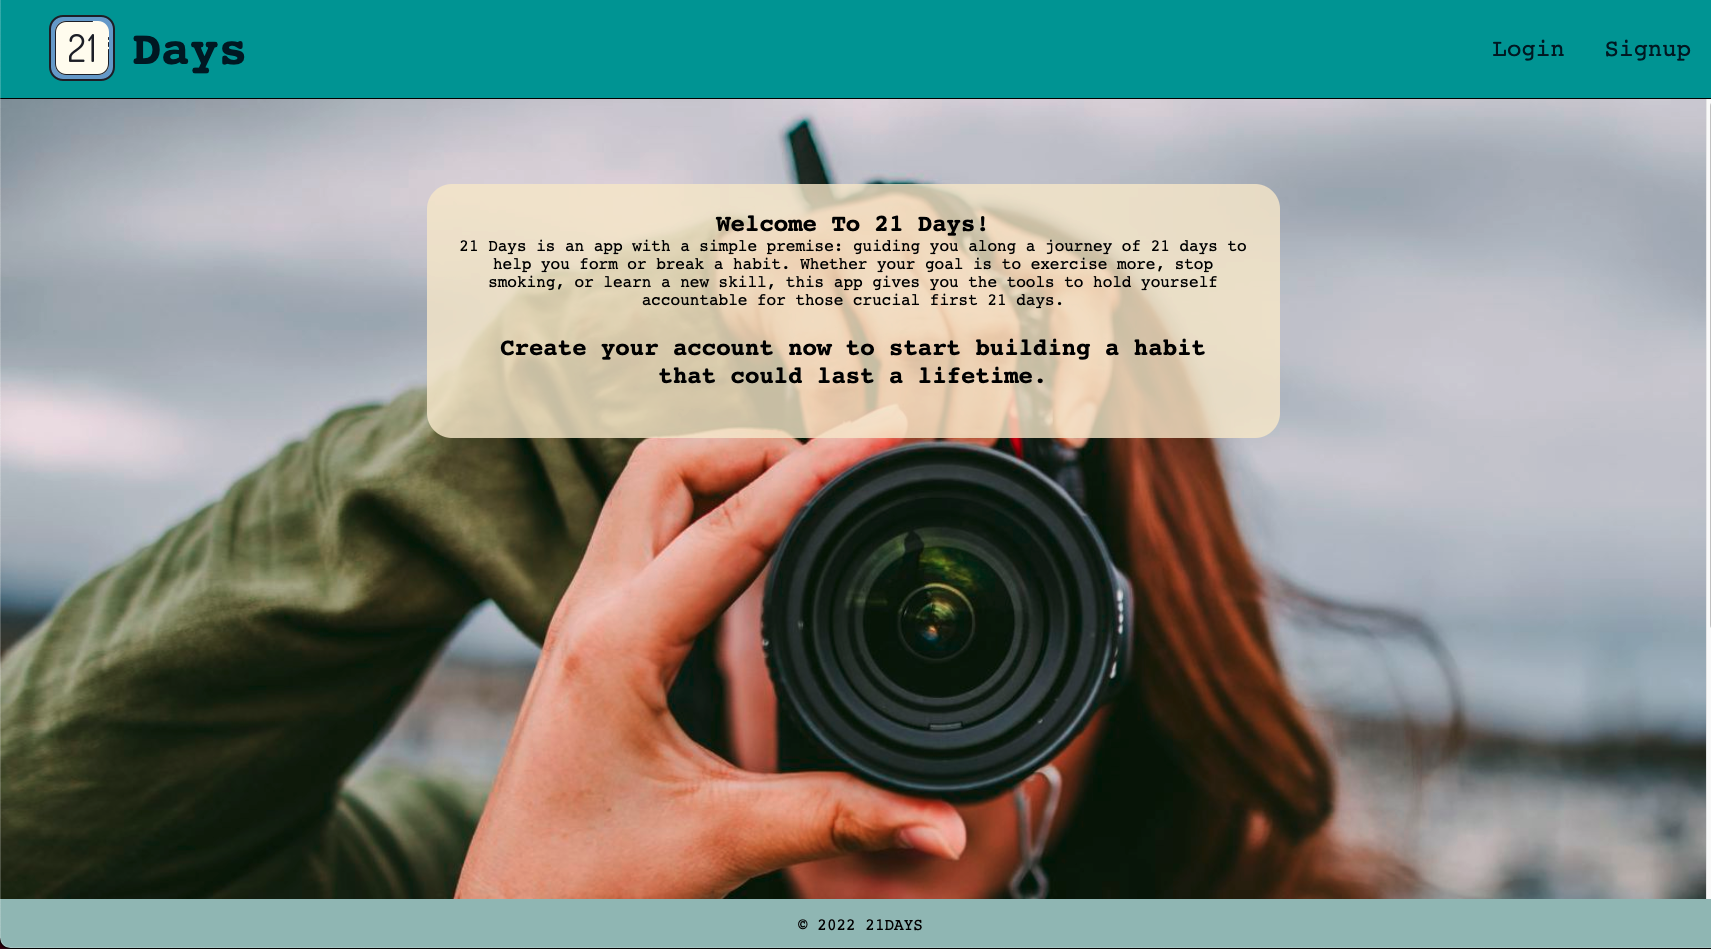 21 Days
Login Signup
Welcome To 21 Days!
21 Days is an app with a simple premise: guiding you along a journey of 21 days to
help you form or break a habit. Whether your goal is to exercise more, stop
smoking, or learn a new skill, this app gives you the tools to hold yourself
accountable for those crucial first 21 days.
Create your account now to start building a habit
that could last a lifetime.
© 2022 21DAYS